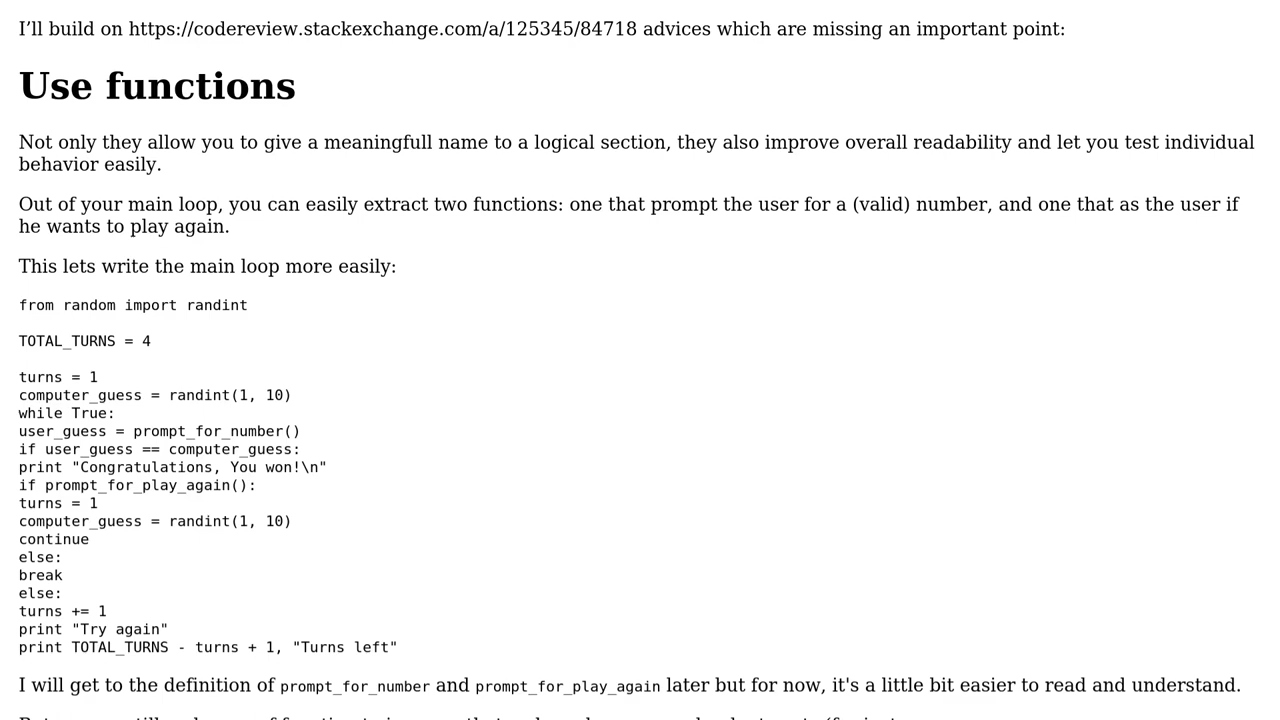 I’ll build on https://codereview.stackexchange.com/a/125345/84718 advices which are missing an important point:
Use functions
Not only they allow you to give a meaningfull name to a logical section, they also improve overall readability and let you test individual
behavior easily.
Out of your main loop, you can easily extract two functions: one that prompt the user for a (valid) number, and one that as the user if
he wants to play again.
This lets write the main loop more easily:
from random import randint
TOTAL_TURNS = 4
turns = 1
computer_guess = randint(1, 10)
while True:
user_guess = prompt_for_number()
if user_guess == computer_guess:
print "Congratulations, You won!\n"
if prompt_for_play_again():
turns = 1
computer_guess = randint(1, 10)
continue
else:
break
else:
turns += 1
print "Try again"
print TOTAL_TURNS - turns + 1, "Turns left"
I will get to the definition of prompt_for_number and prompt_for_play_again later but for now, it's a little bit easier to read and understand.